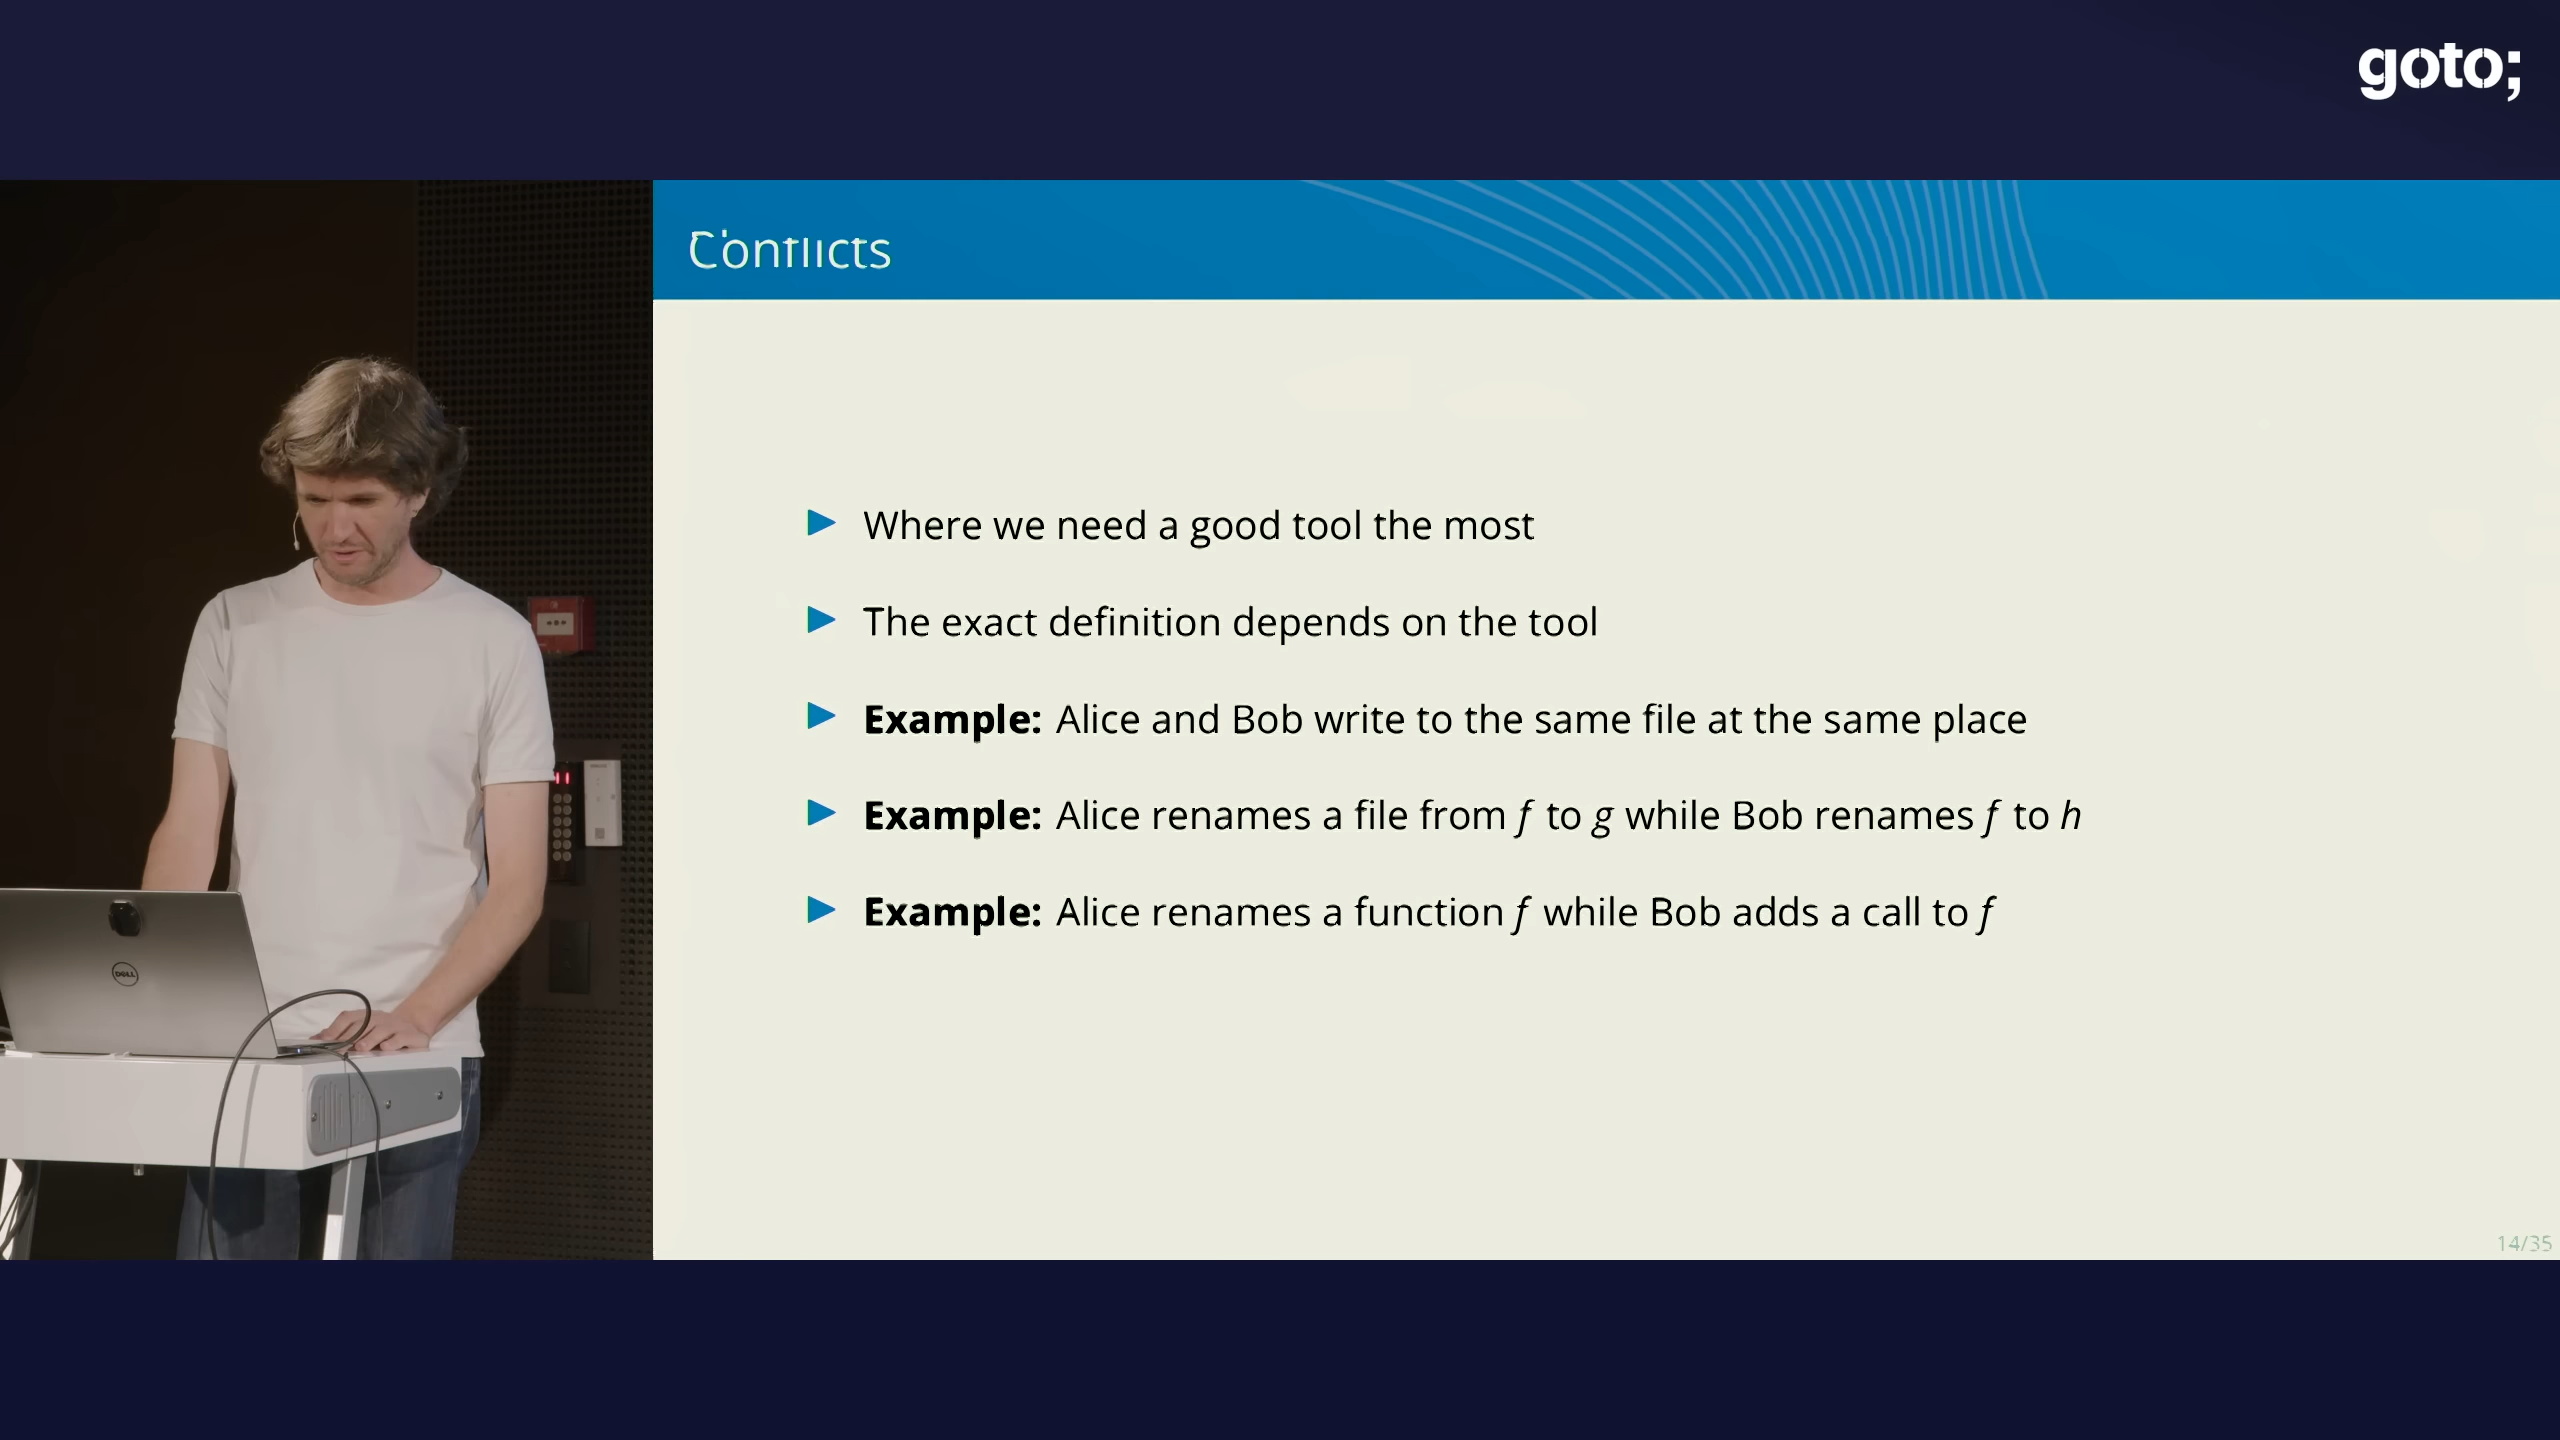 goto;
Conflicts
Where we need a good tool the most
The exact definition depends on the tool
Example: Alice and Bob write to the same file at the same place
Example: Alice renames a file from f to g while Bob renames f to h
Example: Alice renames a function f while Bob adds a call to f
DELL
14/35